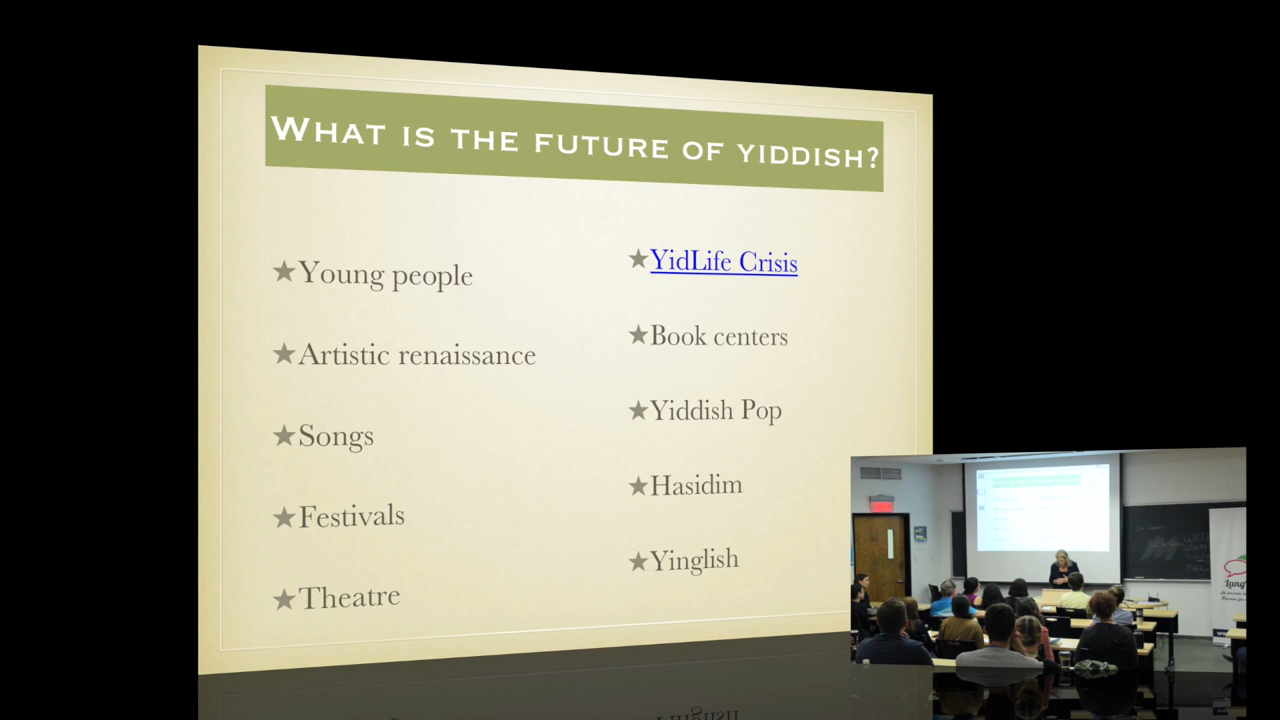 WHAT IS THE FUTURE OF YIDDISH?
★Young people
★Artistic renaissance
★Songs
★Festivals
★Theatre
★YidLife Crisis
★Book centers
★Yiddish Pop
★Hasidim
★Yinglish
Lang